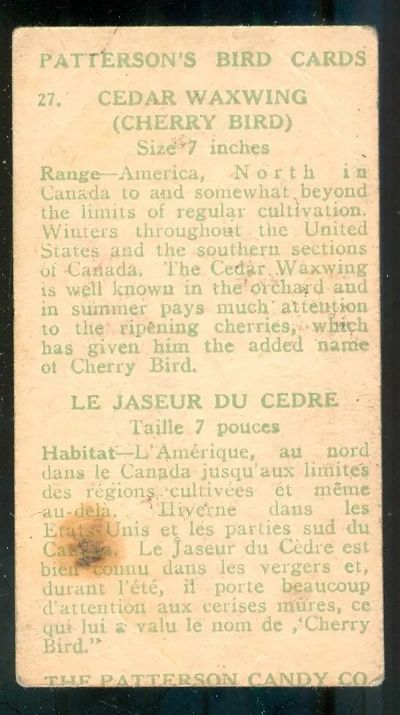 PATTERSON'S BIRD CARDS
27. CEDAR WAXWING
(CHERRY BIRD)
Size 7 inches
Range—America, North in
Canada to and somewhat beyond
the limits of regular cultivation.
Winters throughout the United
States and the southern sections
of Canada. The Cedar Waxwing
is well known in the orchard and
in summer pays much attention
to the ripening cherries, which
has given him the added name
of Cherry Bird.
LE JASEUR DU CEDRE
Taille 7 pouces
Habitat—L'Amérique, au nord
dans le Canada jusqu'aux limites
des régions cultivées et même
au-delà. Hiverne dans les
Etats Unis et les parties sud du
Canada. Le Jaseur du Cèdre est
bien connu dans les vergers et,
durant l'été, il porte beaucoup
d'attention aux cerises mures, ce
qui lui a valu le nom de ,'Cherry
Bird."
THE PATTERSON CANDY CO.